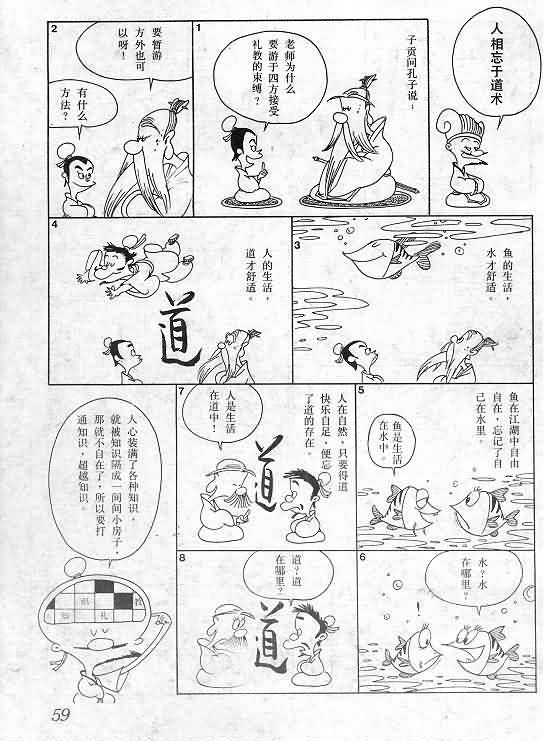 人相忘于道术
1
子贡问孔子说：
老师为什么
要游于四方接受
礼教的束缚？
2
要暂游
方外也可
以呀！
有什么
方法？
3
鱼的生活，
水才舒适。
4
人的生活，
道才舒适。
5
鱼在江湖中自由
自在，忘记了自
己在水里。
鱼是生活
在水中。
6
水？水
在哪里？
!
7
人在自然，只要得道
快乐自足，便忘
了道的存在。
人是生活
在道中！
道
8
道？道
在哪里？
道
道
人心装满了各种知识，
就被知识隔成一间间小房子，
那就不自在了，所以要打
通知识，超越知识。
礼
教
59